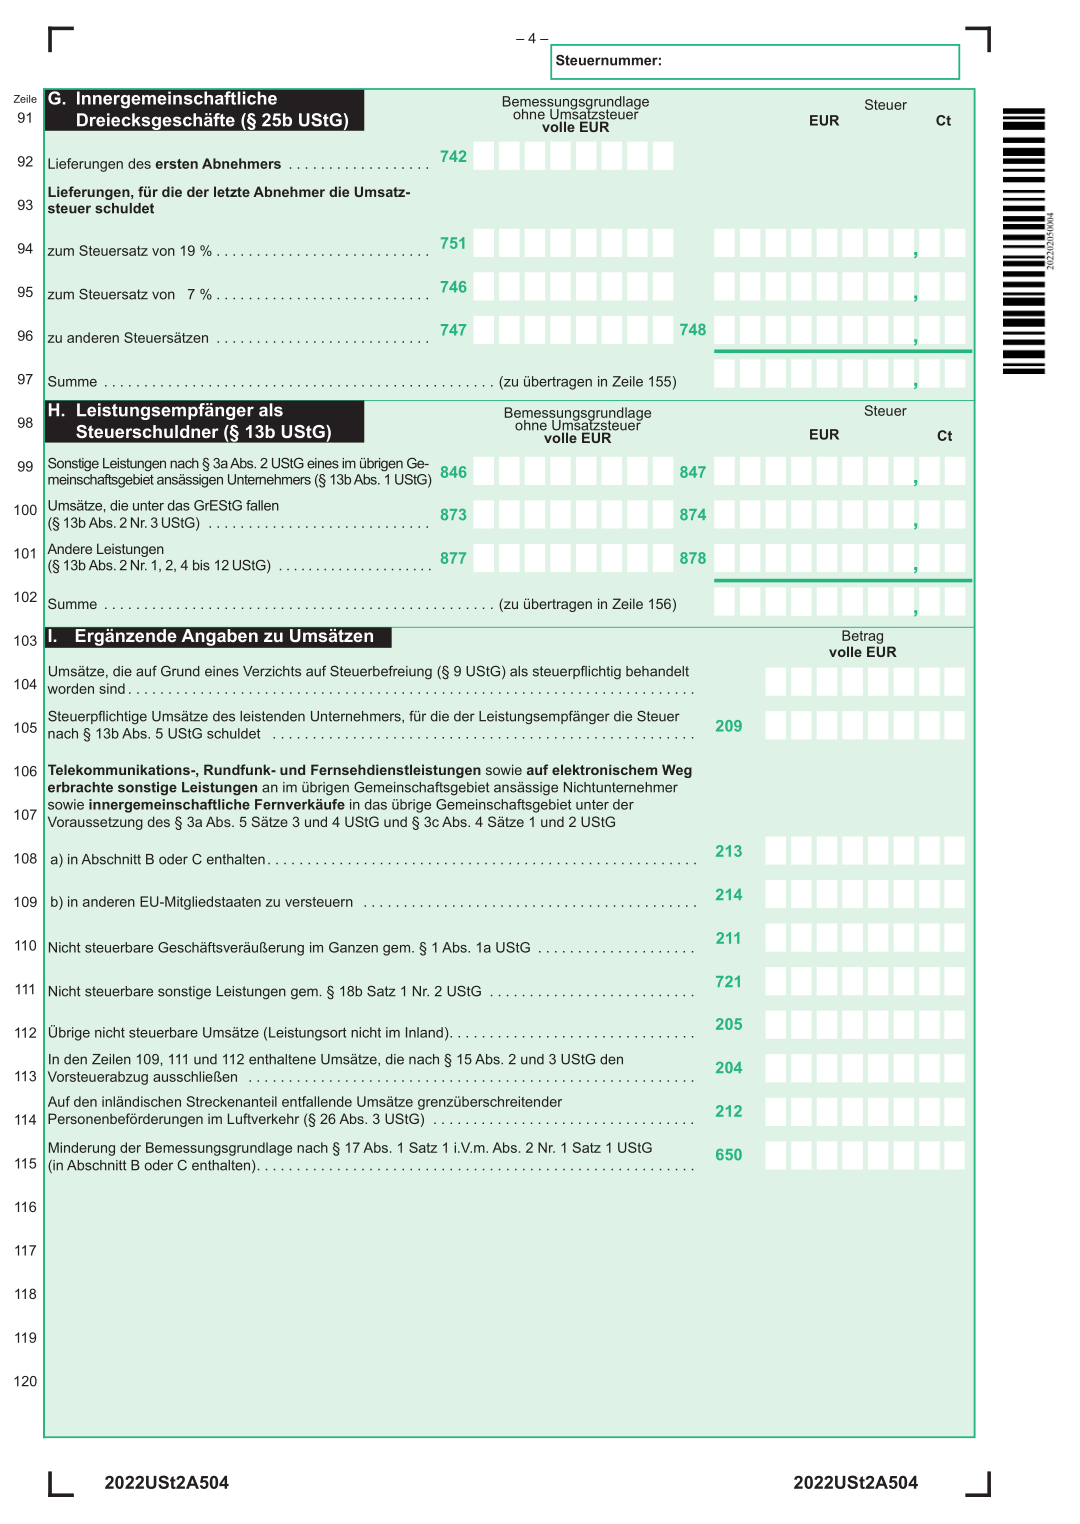 – 4 –
Steuernummer:
Zeile
91 G. Innergemeinschaftliche
Dreiecksgeschäfte (§ 25b UStG)
Bemessungsgrundlage
ohne Umsatzsteuer
volle EUR
Steuer
EUR Ct
92 Lieferungen des ersten Abnehmers . . . . . . . . . . . . . . . . . . 742
Lieferungen, für die der letzte Abnehmer die Umsatz-
93 steuer schuldet
94 zum Steuersatz von 19 % . . . . . . . . . . . . . . . . . . . . . . . . . . . 751 ,
95 zum Steuersatz von 7 % . . . . . . . . . . . . . . . . . . . . . . . . . . . 746 ,
96 zu anderen Steuersätzen . . . . . . . . . . . . . . . . . . . . . . . . . . . 747 748 ,
97 Summe . . . . . . . . . . . . . . . . . . . . . . . . . . . . . . . . . . . . . . . . . . . . . . . . . (zu übertragen in Zeile 155) ,
98 H. Leistungsempfänger als
Steuerschuldner (§ 13b UStG)
Bemessungsgrundlage
ohne Umsatzsteuer
volle EUR
Steuer
EUR Ct
99 Sonstige Leistungen nach § 3a Abs. 2 UStG eines im übrigen Ge-
meinschaftsgebiet ansässigen Unternehmers (§ 13b Abs. 1 UStG) 846 847 ,
100 Umsätze, die unter das GrEStG fallen
(§ 13b Abs. 2 Nr. 3 UStG) . . . . . . . . . . . . . . . . . . . . . . . . . . . . 873 874 ,
101 Andere Leistungen
(§ 13b Abs. 2 Nr. 1, 2, 4 bis 12 UStG) . . . . . . . . . . . . . . . . . . . . . 877 878 ,
102 Summe . . . . . . . . . . . . . . . . . . . . . . . . . . . . . . . . . . . . . . . . . . . . . . . . . (zu übertragen in Zeile 156) ,
103 I. Ergänzende Angaben zu Umsätzen
Betrag
volle EUR
Umsätze, die auf Grund eines Verzichts auf Steuerbefreiung (§ 9 UStG) als steuerpflichtig behandelt
104 worden sind . . . . . . . . . . . . . . . . . . . . . . . . . . . . . . . . . . . . . . . . . . . . . . . . . . . . . . . . . . . . . . . . . . . . . . .
Steuerpflichtige Umsätze des leistenden Unternehmers, für die der Leistungsempfänger die Steuer
105 nach § 13b Abs. 5 UStG schuldet . . . . . . . . . . . . . . . . . . . . . . . . . . . . . . . . . . . . . . . . . . . . . . . . . . . . . 209
106 Telekommunikations-, Rundfunk- und Fernsehdienstleistungen sowie auf elektronischem Weg
erbrachte sonstige Leistungen an im übrigen Gemeinschaftsgebiet ansässige Nichtunternehmer
sowie innergemeinschaftliche Fernverkäufe in das übrige Gemeinschaftsgebiet unter der
107 Voraussetzung des § 3a Abs. 5 Sätze 3 und 4 UStG und § 3c Abs. 4 Sätze 1 und 2 UStG
108 a) in Abschnitt B oder C enthalten . . . . . . . . . . . . . . . . . . . . . . . . . . . . . . . . . . . . . . . . . . . . . . . . . . . . . . 213
109 b) in anderen EU-Mitgliedstaaten zu versteuern . . . . . . . . . . . . . . . . . . . . . . . . . . . . . . . . . . . . . . . . . . 214
110 Nicht steuerbare Geschäftsveräußerung im Ganzen gem. § 1 Abs. 1a UStG . . . . . . . . . . . . . . . . . . . . 211
111 Nicht steuerbare sonstige Leistungen gem. § 18b Satz 1 Nr. 2 UStG . . . . . . . . . . . . . . . . . . . . . . . . . . 721
112 Übrige nicht steuerbare Umsätze (Leistungsort nicht im Inland) . . . . . . . . . . . . . . . . . . . . . . . . . . . . . . . 205
In den Zeilen 109, 111 und 112 enthaltene Umsätze, die nach § 15 Abs. 2 und 3 UStG den
113 Vorsteuerabzug ausschließen . . . . . . . . . . . . . . . . . . . . . . . . . . . . . . . . . . . . . . . . . . . . . . . . . . . . . . . . 204
Auf den inländischen Streckenanteil entfallende Umsätze grenzüberschreitender
114 Personenbeförderungen im Luftverkehr (§ 26 Abs. 3 UStG) . . . . . . . . . . . . . . . . . . . . . . . . . . . . . . . . . 212
Minderung der Bemessungsgrundlage nach § 17 Abs. 1 Satz 1 i.V.m. Abs. 2 Nr. 1 Satz 1 UStG
115 (in Abschnitt B oder C enthalten) . . . . . . . . . . . . . . . . . . . . . . . . . . . . . . . . . . . . . . . . . . . . . . . . . . . . . . . 650
116
117
118
119
120
202202050004
2022USt2A504 2022USt2A504